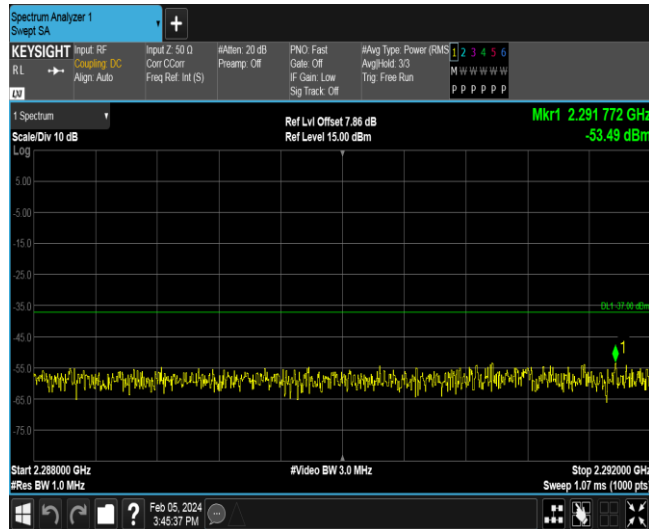 Spectrum Analyzer 1
Swept SA
KEYSIGHT
RL
LXI
Input: RF
Coupling: DC
Align: Auto
Input Z: 50 Ω
Corr CCorr
Freq Ref: Int (S)
#Atten: 20 dB
Preamp: Off
PNO: Fast
Gate: Off
IF Gain: Low
Sig Track: Off
#Avg Type: Power (RMS
Avg|Hold: 3/3
Trig: Free Run
1 2 3 4 5 6
M W W W W W
P P P P P P
1 Spectrum
Scale/Div 10 dB
Log
Ref Lvl Offset 7.86 dB
Ref Level 15.00 dBm
Mkr1 2.291 772 GHz
-53.49 dBm
5.00
-5.00
-15.0
-25.0
-35.0
DL1 -37.00 dBm
-45.0
1
-55.0
-65.0
-75.0
Start 2.288000 GHz
#Video BW 3.0 MHz
Stop 2.292000 GHz
#Res BW 1.0 MHz
Sweep 1.07 ms (1000 pts)
?
Feb 05, 2024
3:45:37 PM